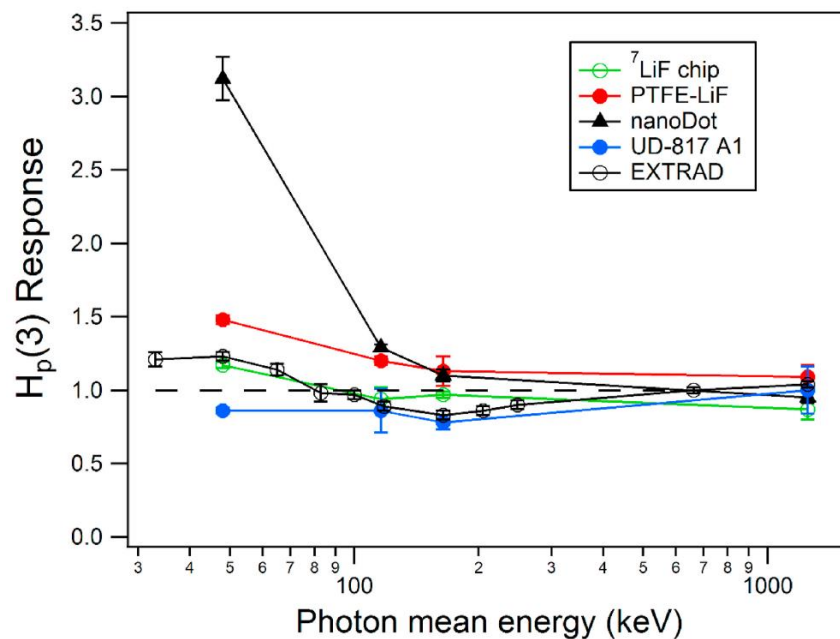 3.5
3.0
2.5
2.0
1.5
1.0
0.5
0.0
Hp(3) Response
⁷LiF chip
PTFE-LiF
nanoDot
UD-817 A1
EXTRAD
3 4 5 6 7 8 9 100 2 3 4 5 6 7 8 9 1000
Photon mean energy (keV)